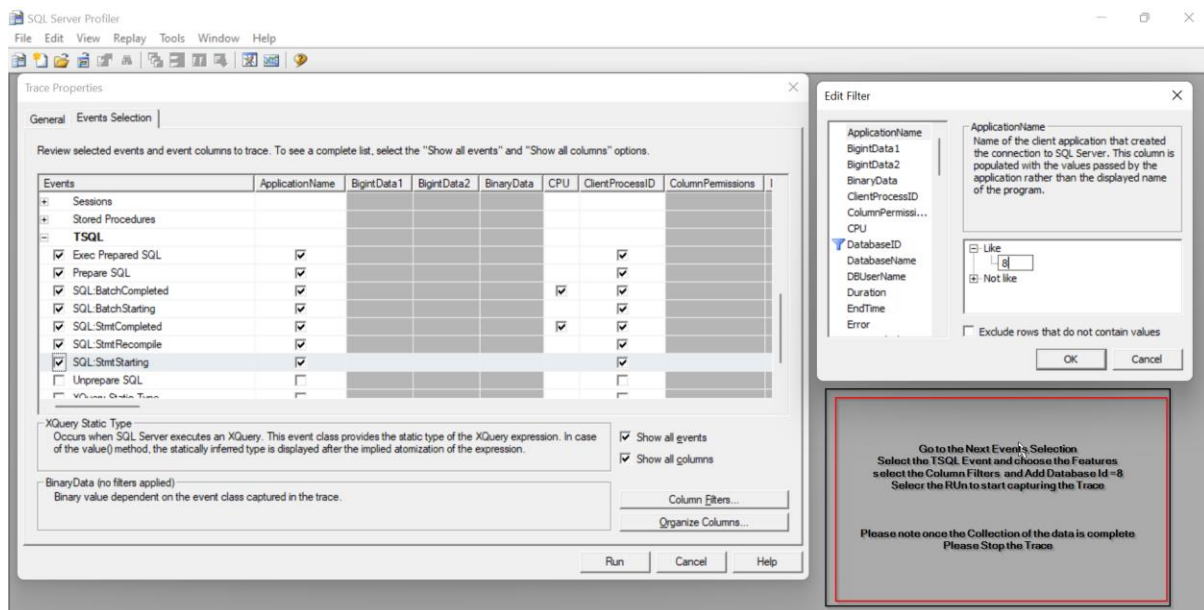 SQL Server Profiler
File Edit View Replay Tools Window Help
Trace Properties
General Events Selection
Review selected events and event columns to trace. To see a complete list, select the "Show all events" and "Show all columns" options.
Events ApplicationName BigintData1 BigintData2 BinaryData CPU ClientProcessID ColumnPermissions
Sessions
Stored Procedures
TSQL
Exec Prepared SQL
Prepare SQL
SQL:BatchCompleted
SQL:BatchStarting
SQL:StmtCompleted
SQL:StmtRecompile
SQL:StmtStarting
Unprepare SQL
XQuery Static Type
XQuery Static Type
Occurs when SQL Server executes an XQuery. This event class provides the static type of the XQuery expression. In case
of the value() method, the statically inferred type is displayed after the implied atomization of the expression.
Show all events
Show all columns
BinaryData (no filters applied)
Binary value dependent on the event class captured in the trace.
Column Filters...
Organize Columns...
Run Cancel Help
Edit Filter
ApplicationName
BigintData1
BigintData2
BinaryData
ClientProcessID
ColumnPermissi...
CPU
DatabaseID
DatabaseName
DBUserName
Duration
EndTime
Error
ApplicationName
Name of the client application that created
the connection to SQL Server. This column is
populated with the values passed by the
application rather than the displayed name
of the program.
Like
8
Not like
Exclude rows that do not contain values
OK Cancel
Go to the Next Events Selection
Select the TSQL Event and choose the Features
select the Column Filters and Add Database Id =8
Selecr the RUn to start capturing the Trace
Please note once the Collection of the data is complete
Please Stop the Trace